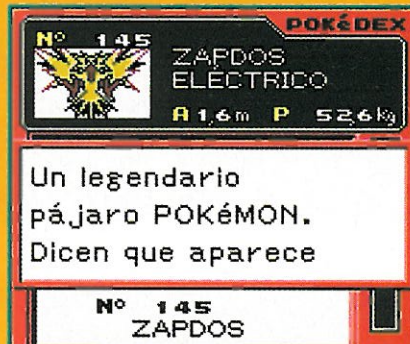 POKéDEX
Nº 145
ZAPDOS
ELÉCTRICO
A 1,6m P 52,6kg
Un legendario
pájaro POKéMON.
Dicen que aparece
Nº 145
ZAPDOS